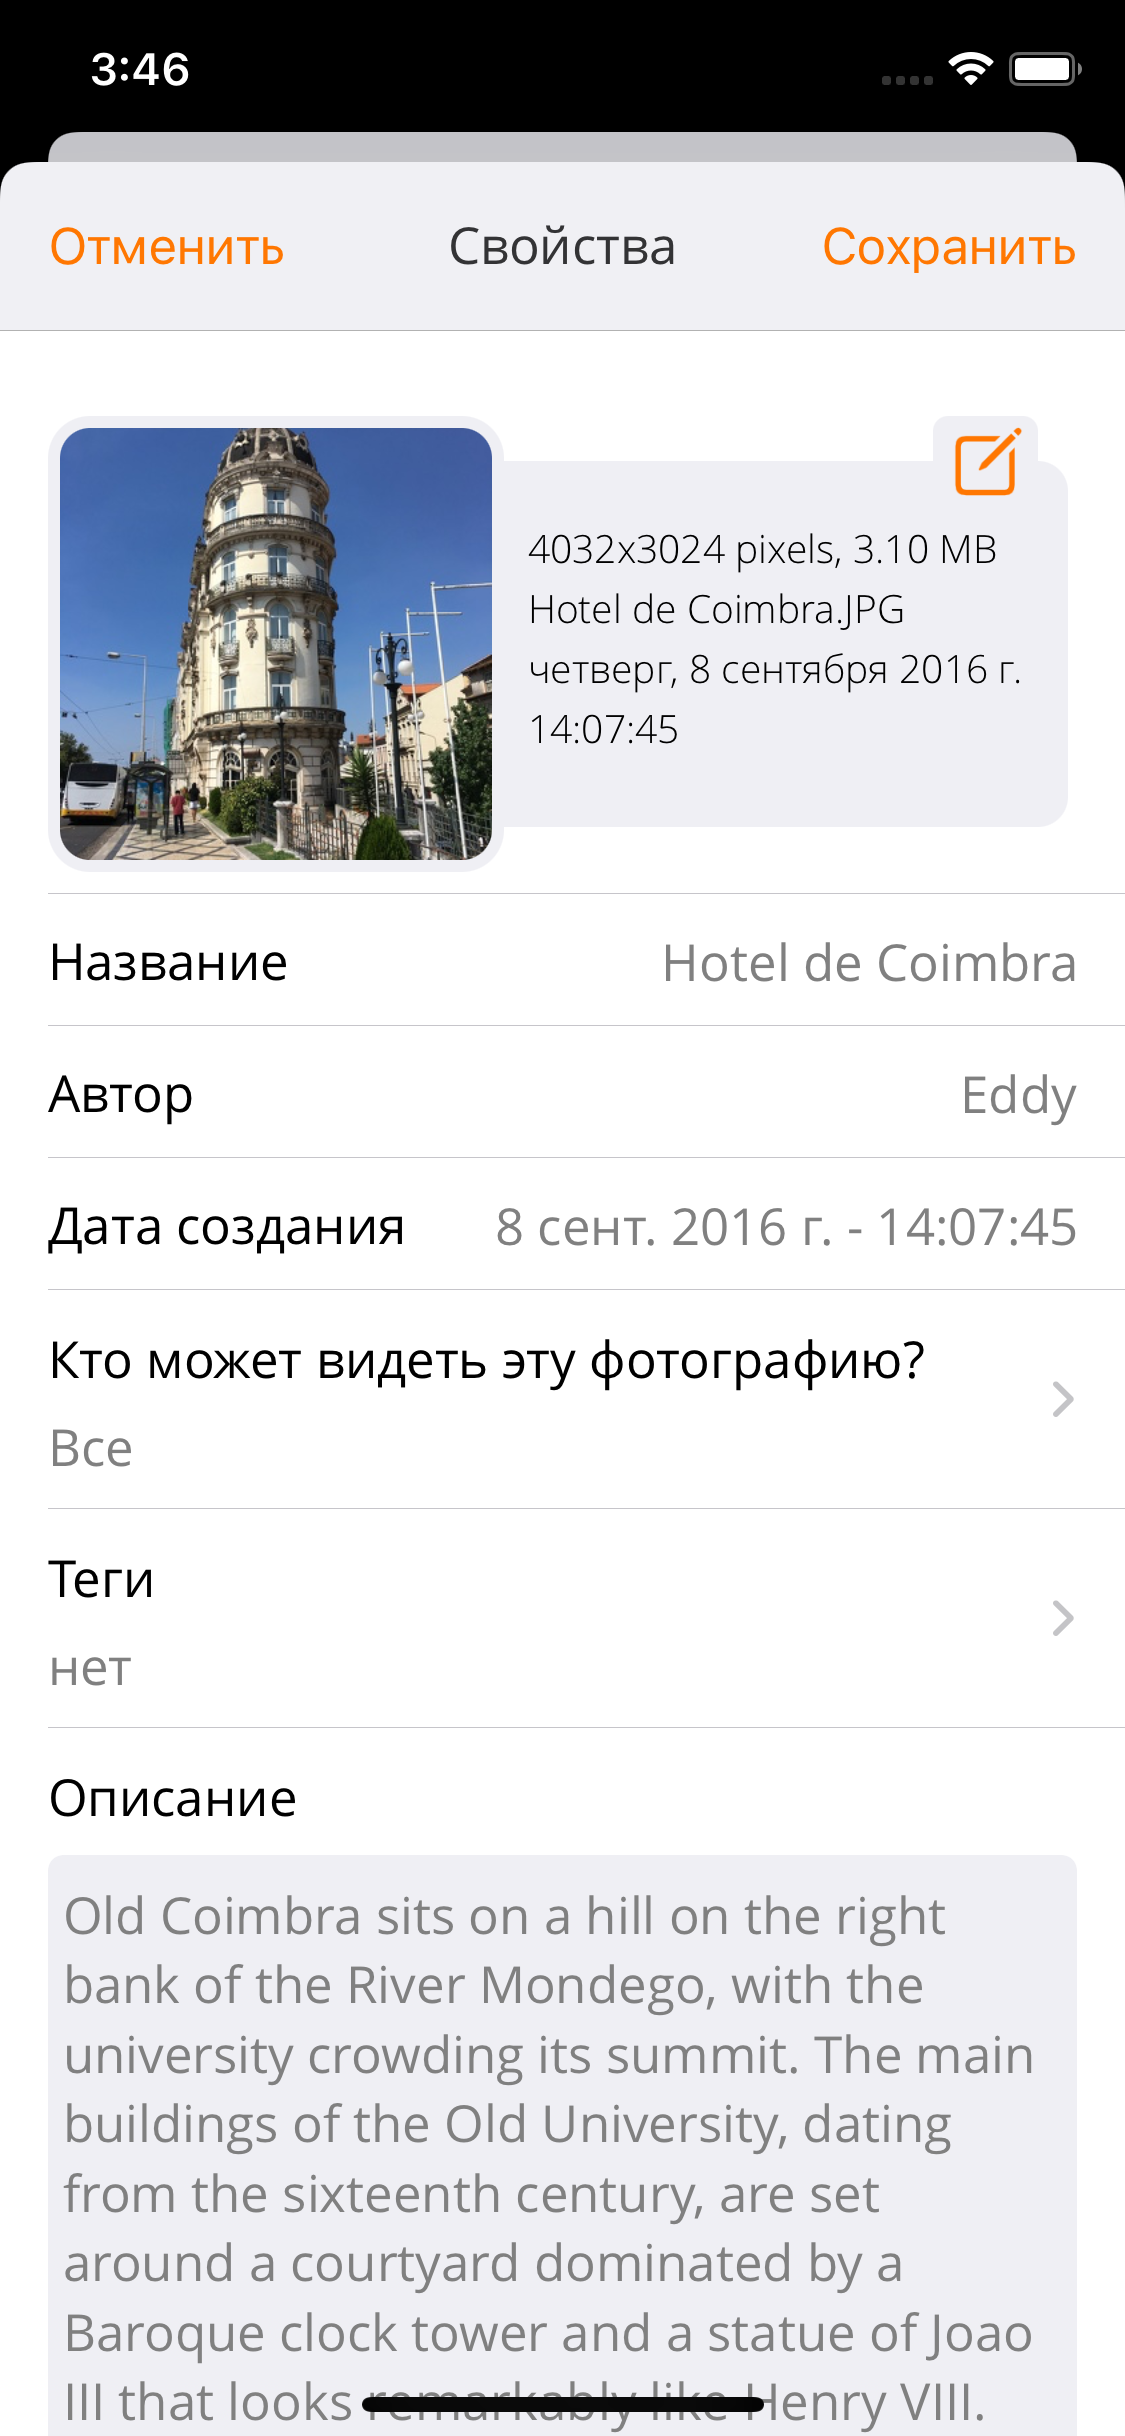 3:46
Отменить Свойства Сохранить
4032x3024 pixels, 3.10 MB
Hotel de Coimbra.JPG
четверг, 8 сентября 2016 г.
14:07:45
Название Hotel de Coimbra
Автор Eddy
Дата создания 8 сент. 2016 г. - 14:07:45
Кто может видеть эту фотографию?
Все
Теги
нет
Описание
Old Coimbra sits on a hill on the right
bank of the River Mondego, with the
university crowding its summit. The main
buildings of the Old University, dating
from the sixteenth century, are set
around a courtyard dominated by a
Baroque clock tower and a statue of Joao
III that looks remarkably like Henry VIII.